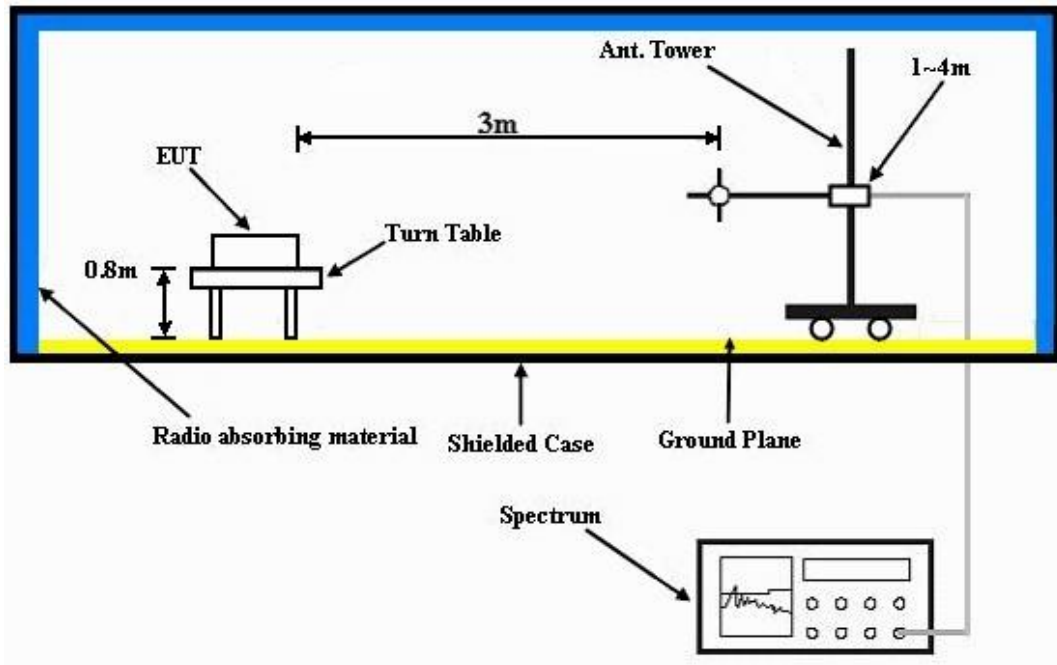 Ant. Tower
1~4m
3m
EUT
Turn Table
0.8m
Radio absorbing material
Shielded Case
Ground Plane
Spectrum